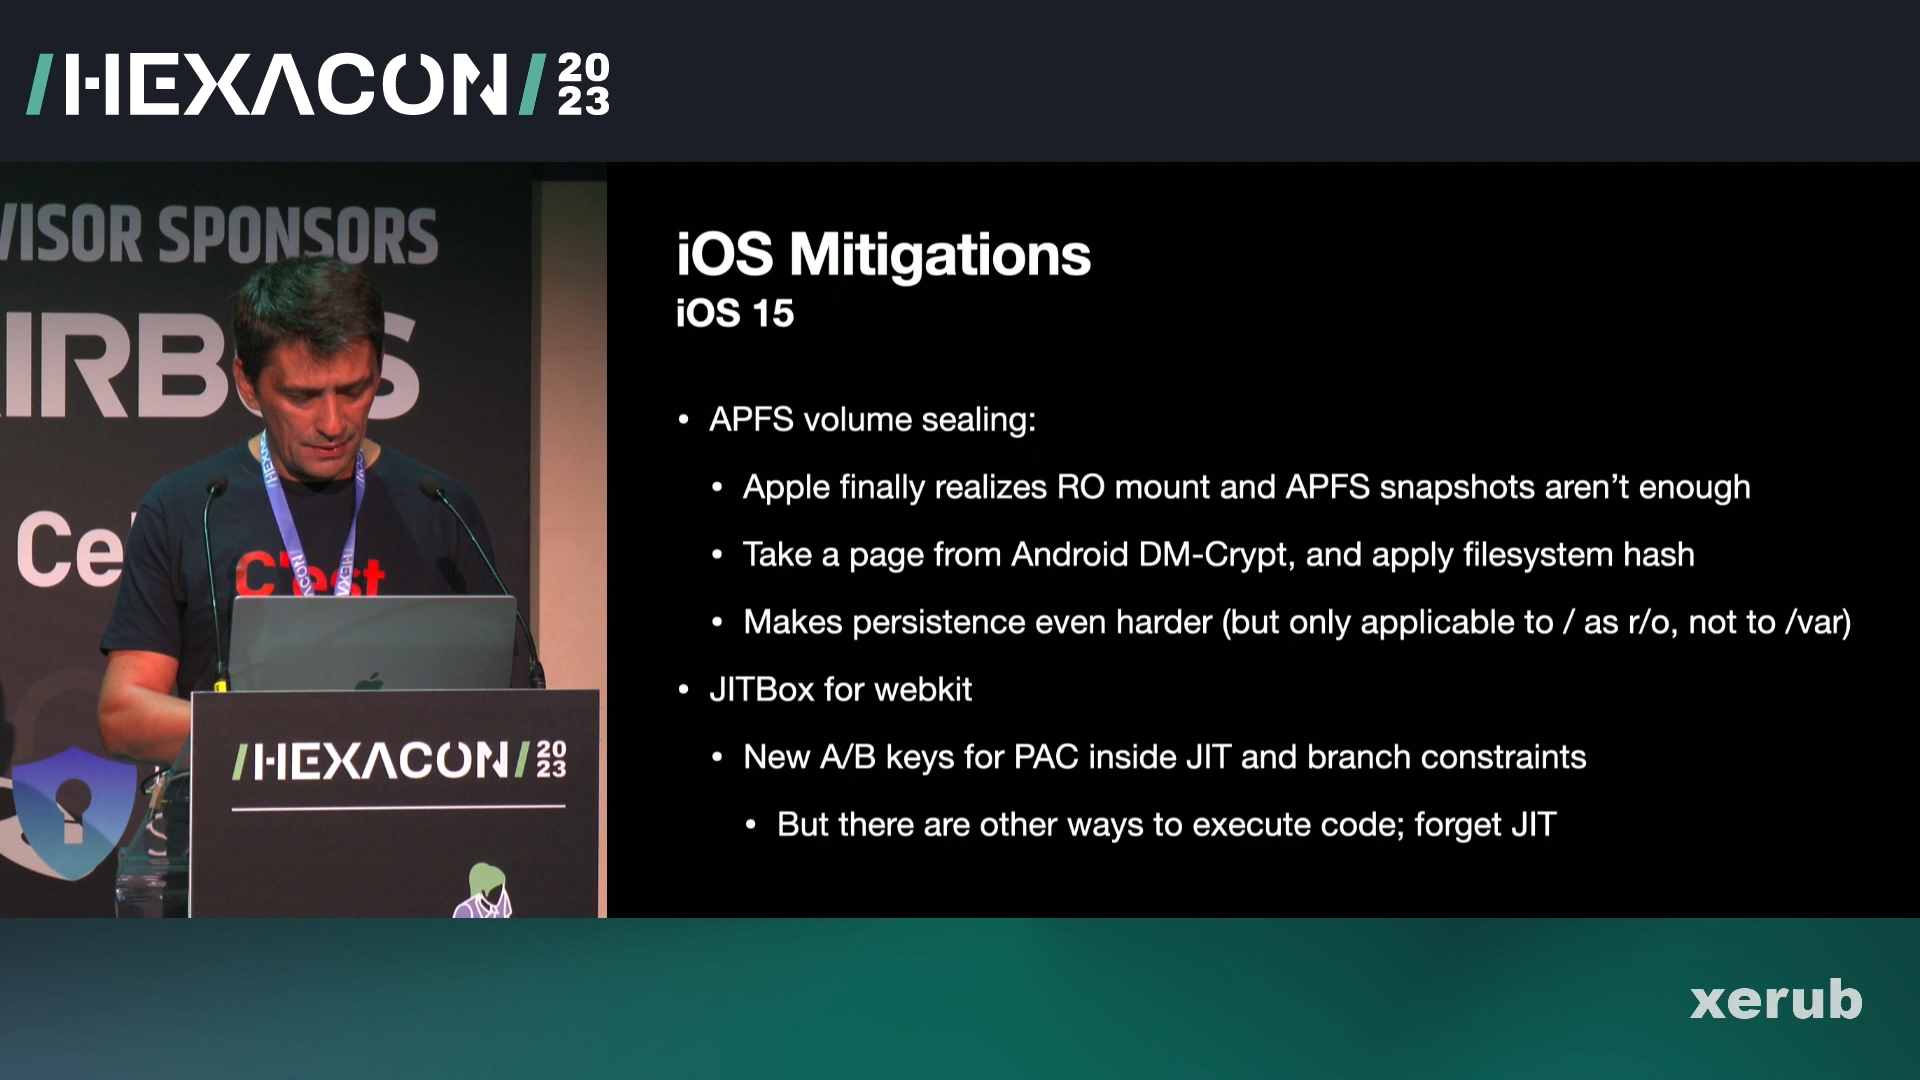 /HEXACON/ 20
23
VISOR SPONSORS
IRB S
Ce
C'est
/HEXACON/ 20
23
iOS Mitigations
iOS 15
• APFS volume sealing:
• Apple finally realizes RO mount and APFS snapshots aren’t enough
• Take a page from Android DM-Crypt, and apply filesystem hash
• Makes persistence even harder (but only applicable to / as r/o, not to /var)
• JITBox for webkit
• New A/B keys for PAC inside JIT and branch constraints
• But there are other ways to execute code; forget JIT
xerub